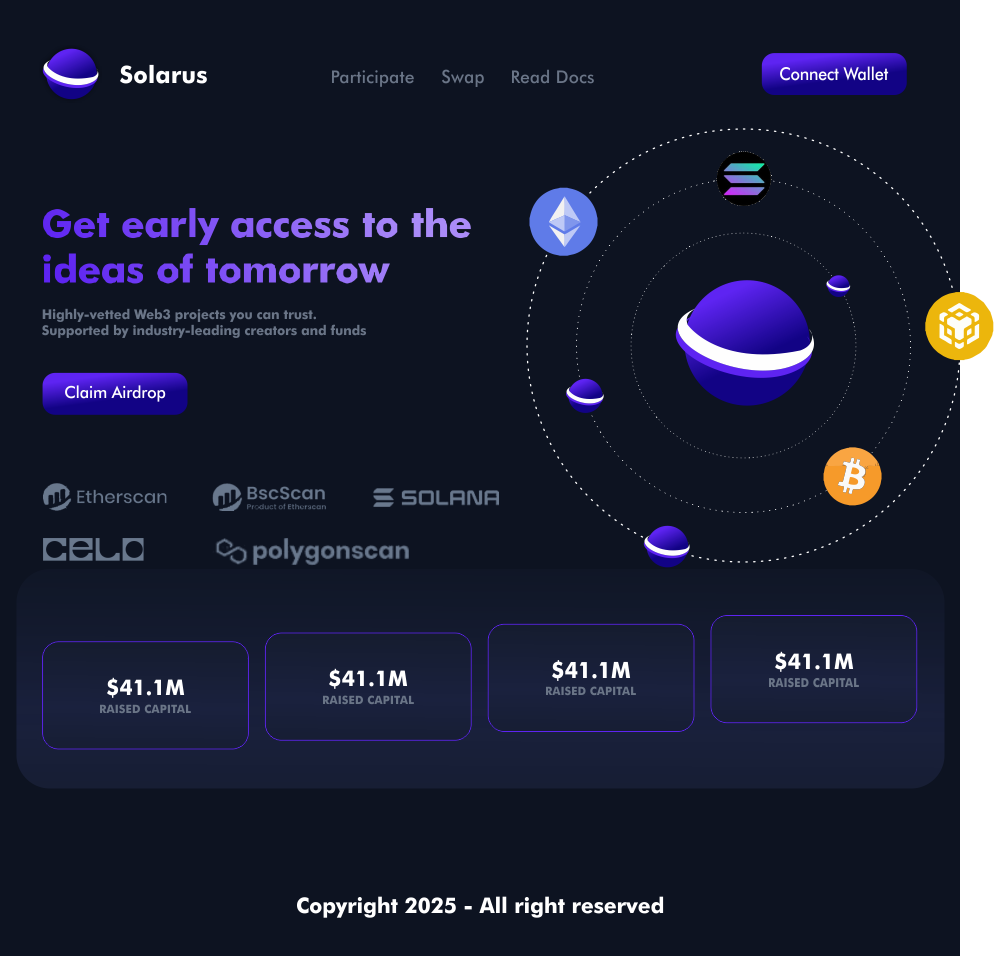 Solarus
Participate Swap Read Docs
Connect Wallet
Get early access to the
ideas of tomorrow
Highly-vetted Web3 projects you can trust.
Supported by industry-leading creators and funds
Claim Airdrop
Etherscan
BscScan
Product of Etherscan
SOLANA
CELO
polygonscan
$41.1M
RAISED CAPITAL
$41.1M
RAISED CAPITAL
$41.1M
RAISED CAPITAL
$41.1M
RAISED CAPITAL
Copyright 2025 - All right reserved